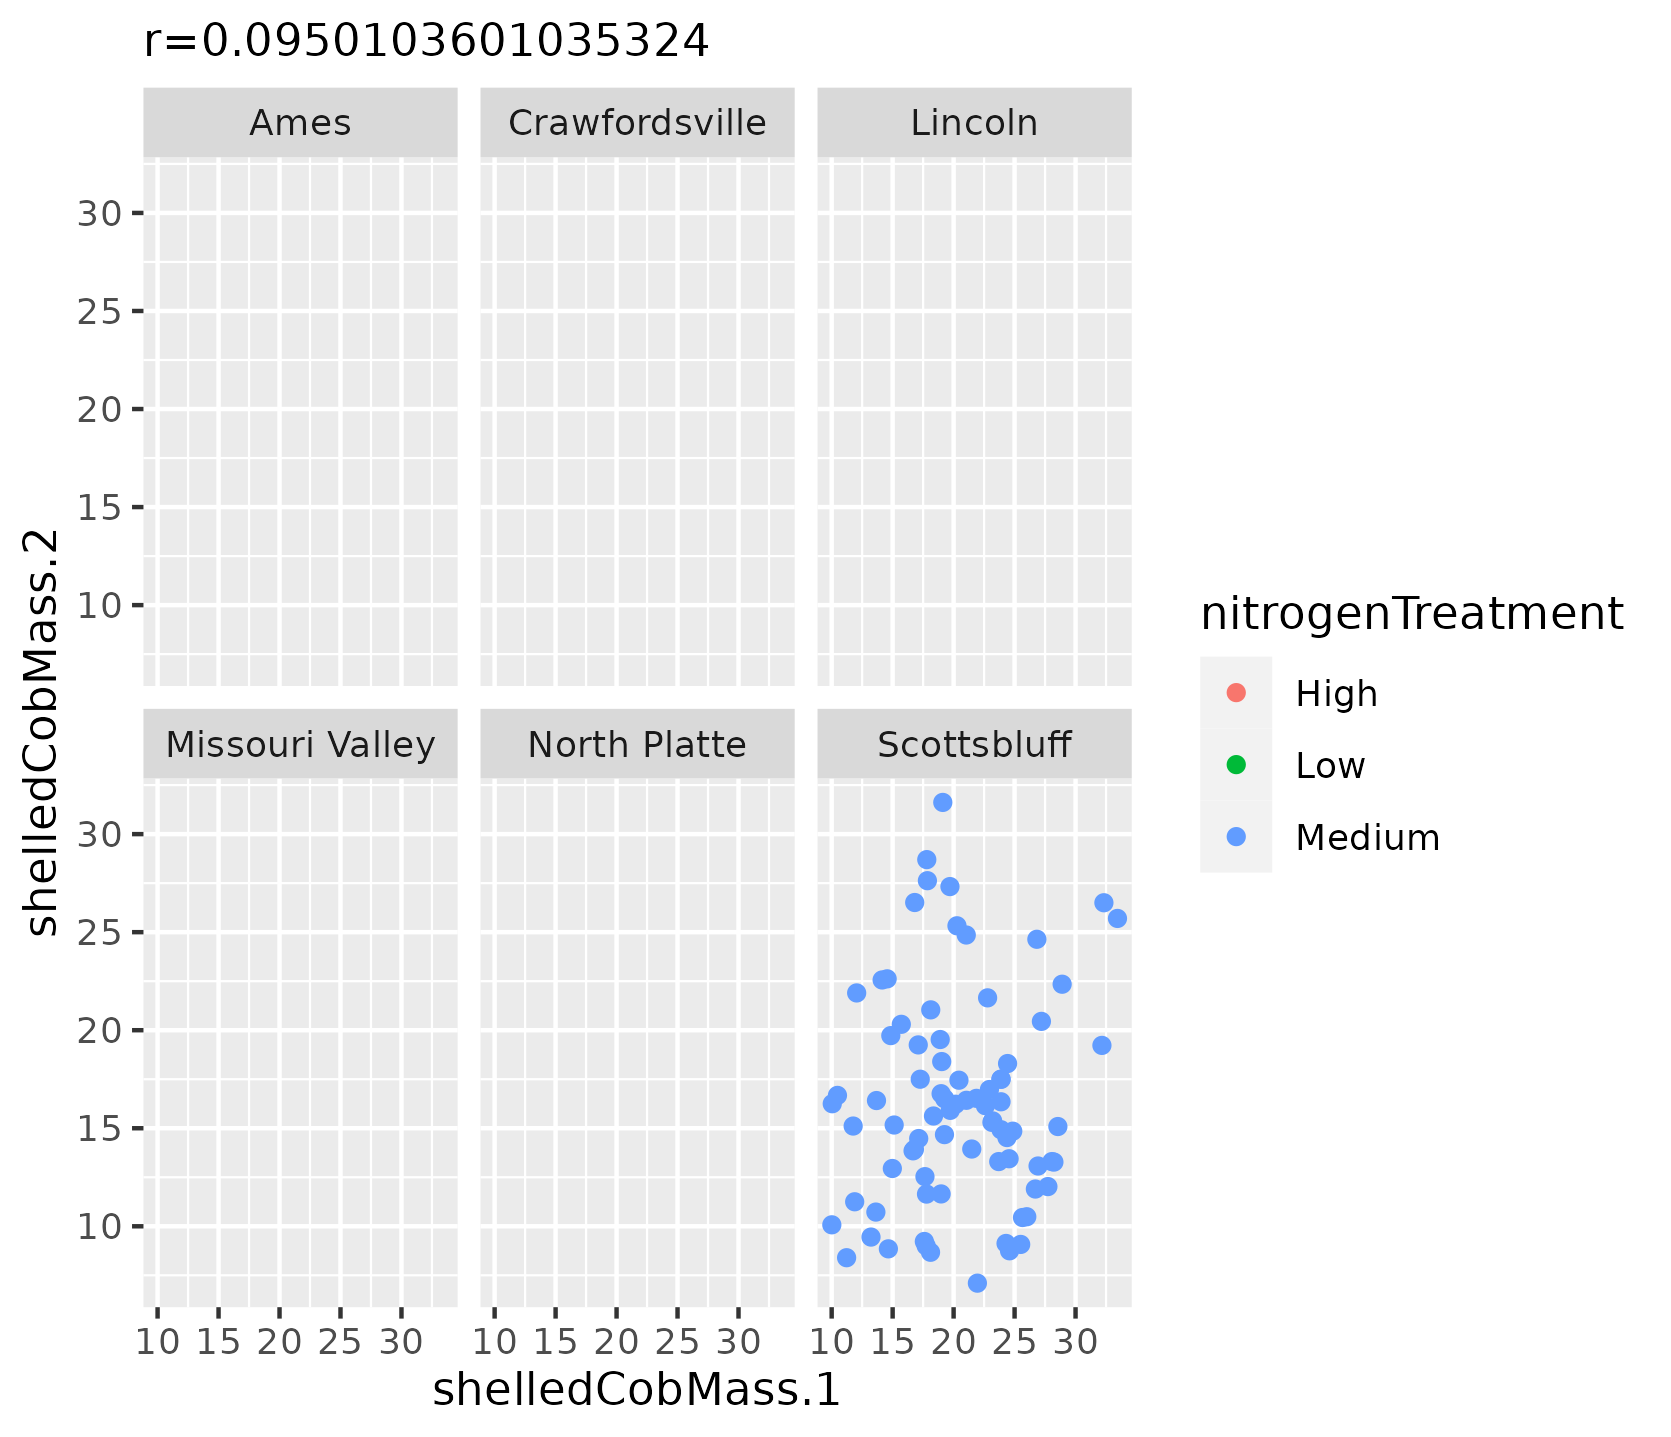 r=0.0950103601035324
Ames
Crawfordsville
Lincoln
30
25
20
15
10
Missouri Valley
North Platte
Scottsbluff
30
25
20
15
10
10 15 20 25 30
10 15 20 25 30
10 15 20 25 30
shelledCobMass.1
shelledCobMass.2
nitrogenTreatment
High
Low
Medium